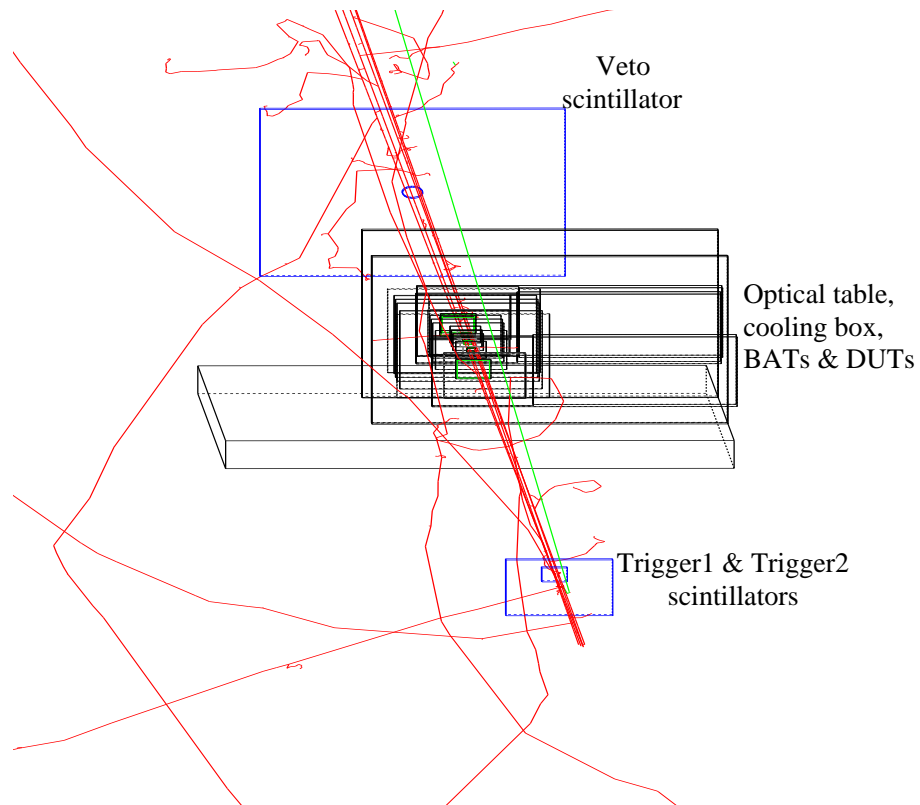 Veto
scintillator
Optical table,
cooling box,
BATs & DUTs
Trigger1 & Trigger2
scintillators